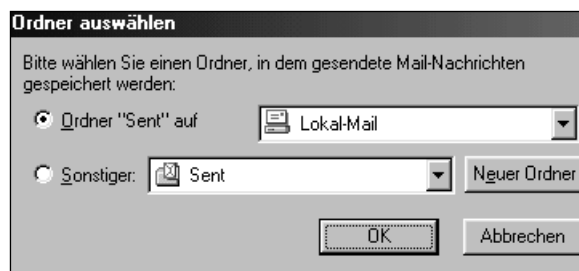 Ordner auswählen
Bitte wählen Sie einen Ordner, in dem gesendete Mail-Nachrichten
gespeichert werden:
Ordner "Sent" auf Lokal-Mail
Sonstiger: Sent Neuer Ordner
OK Abbrechen